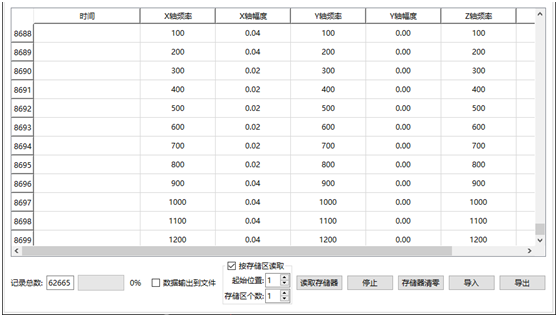 时间 X轴频率 X轴幅度 Y轴频率 Y轴幅度 Z轴频率
8688 100 0.04 100 0.00 100
8689 200 0.04 200 0.00 200
8690 300 0.02 300 0.00 300
8691 400 0.02 400 0.00 400
8692 500 0.02 500 0.00 500
8693 600 0.02 600 0.00 600
8694 700 0.02 700 0.00 700
8695 800 0.02 800 0.00 800
8696 900 0.04 900 0.00 900
8697 1000 0.04 1000 0.00 1000
8698 1100 0.04 1100 0.00 1100
8699 1200 0.04 1200 0.00 1200
按存储区读取
记录总数: 62665 0% 数据输出到文件 起始位置: 1 读取存储器 停止 存储器清零 导入 导出
存储区个数: 1